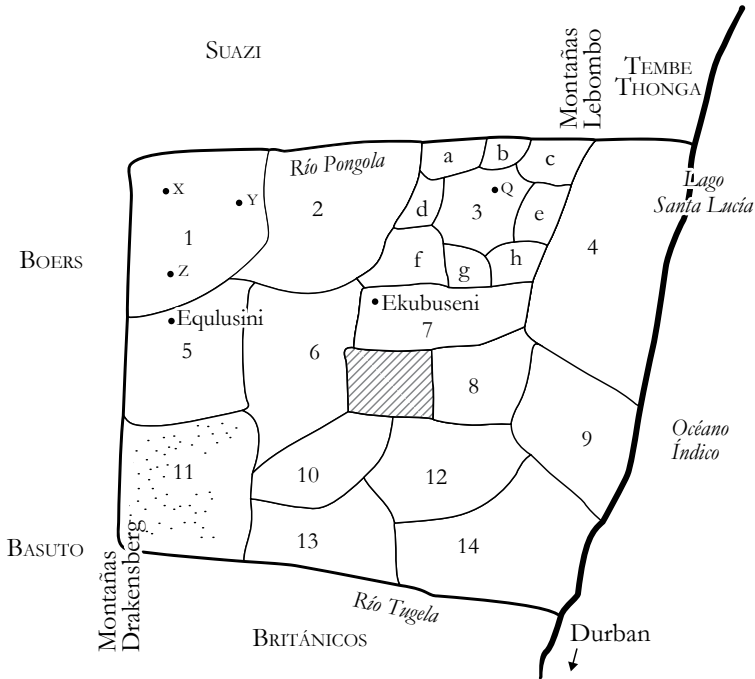 SUAZI
Montañas
Lebombo
TEMBE
THONGA
Río Pongola
a
b
c
Lago
Santa Lucía
X
Y
Q
1
2
d
3
e
4
BOERS
Z
f
g
h
Equlusini
Ekubuseni
5
6
7
8
9
Océano
Índico
11
10
12
13
14
BASUTO
Montañas
Drakensberg
Río Tugela
BRITÁNICOS
Durban